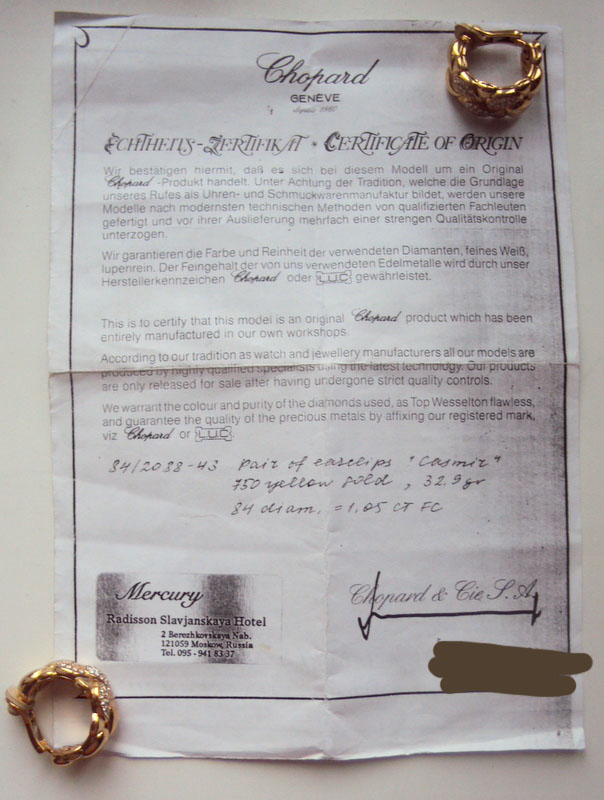 Chopard
GENÈVE
depuis 1860
ECHTHEITS-ZERTIFIKAT • CERTIFICATE OF ORIGIN
Wir bestätigen hiermit, daß es sich bei diesem Modell um ein Original
Chopard-Produkt handelt. Unter Achtung der Tradition, welche die Grundlage
unseres Rufes als Uhren- und Schmuckwarenmanufaktur bildet, werden unsere
Modelle nach modernsten technischen Methoden von qualifizierten Fachleuten
gefertigt und vor ihrer Auslieferung mehrfach einer strengen Qualitätskontrolle
unterzogen.
Wir garantieren die Farbe und Reinheit der verwendeten Diamanten, feines Weiß,
lupenrein. Der Feingehalt der von uns verwendeten Edelmetalle wird durch unser
Herstellerkennzeichen Chopard oder L.U.C gewährleistet.
This is to certify that this model is an original Chopard product which has been
entirely manufactured in our own workshops.
According to our tradition as watch and jewellery manufacturers all our models are
produced by highly qualified specialists using the latest technology. Our products
are only released for sale after having undergone strict quality controls.
We warrant the colour and purity of the diamonds used, as Top Wesselton flawless,
and guarantee the quality of the precious metals by affixing our registered mark,
viz Chopard or L.U.C
84/2088-43 pair of earclips "Casmir"
750 yellow gold, 32.9 gr
84 diam. = 1.05 CT FC
Mercury
Radisson Slavjanskaya Hotel
2 Berezhkovskaya Nab.
121059 Moskow, Russia
Tel. 095 - 941 83 37
Chopard & Cie S.A.